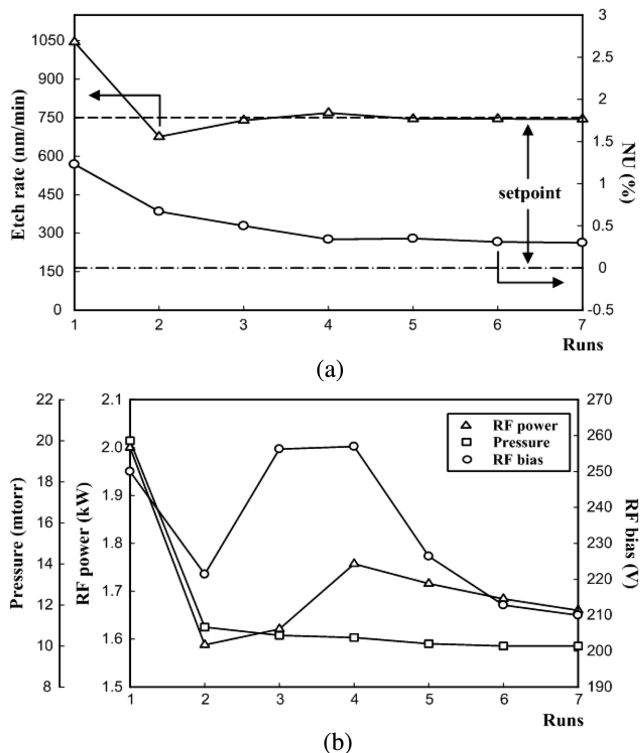 1050
900
750
600
450
300
150
0
Etch rate (nm/min)
3
2.5
2
1.5
1
0.5
0
-0.5
NU (%)
setpoint
1 2 3 4 5 6 7
Runs
(a)
22
20
18
16
14
12
10
8
Pressure (mtorr)
2.1
2.0
1.9
1.8
1.7
1.6
1.5
RF power (kW)
RF power
Pressure
RF bias
270
260
250
240
230
220
210
200
190
RF bias (V)
1 2 3 4 5 6 7
Runs
(b)